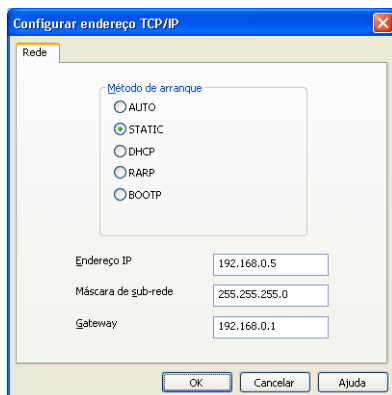 Configurar endereço TCP/IP
Rede
Método de arranque
AUTO
STATIC
DHCP
RARP
BOOTP
Endereço IP 192.168.0.5
Máscara de sub-rede 255.255.255.0
Gateway 192.168.0.1
OK Cancelar Ajuda